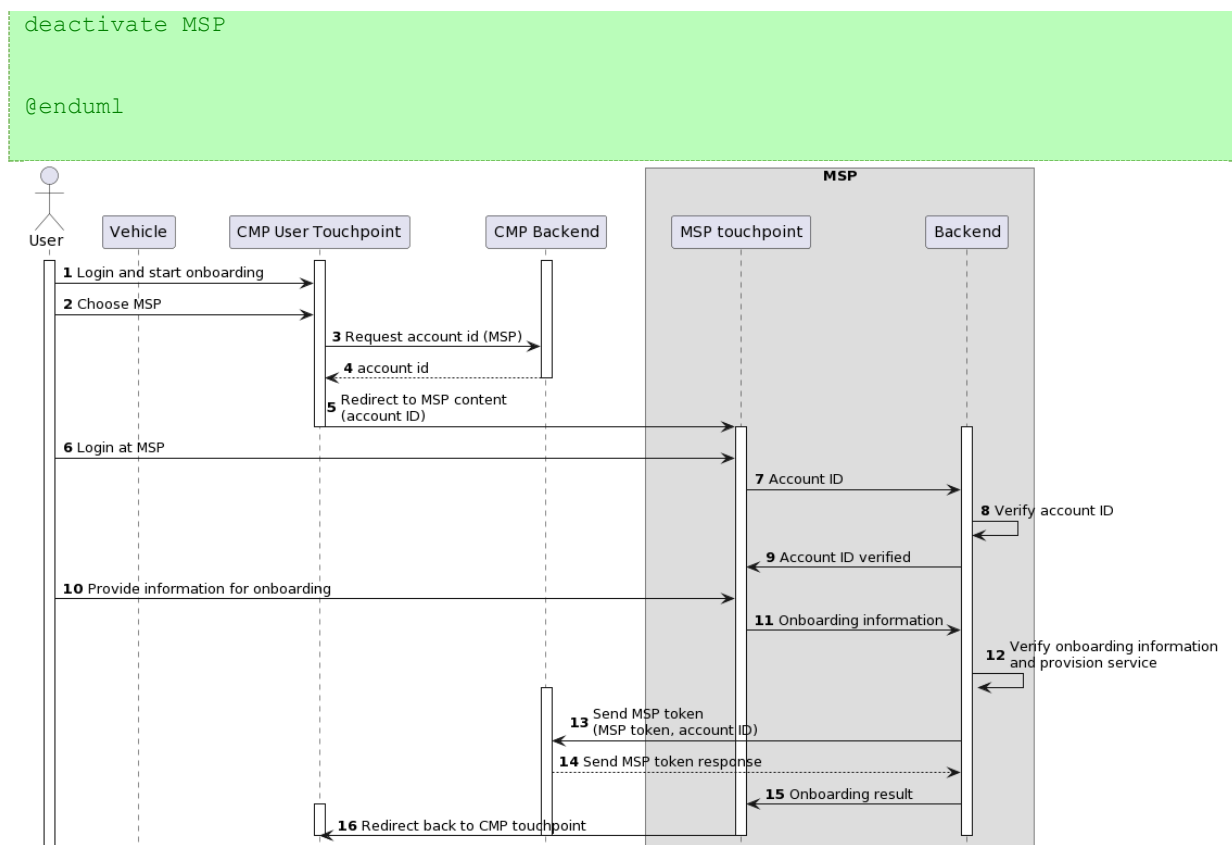 deactivate MSP
@enduml
MSP
User
Vehicle
CMP User Touchpoint
CMP Backend
MSP touchpoint
Backend
1 Login and start onboarding
2 Choose MSP
3 Request account id (MSP)
4 account id
5 Redirect to MSP content
(account ID)
6 Login at MSP
7 Account ID
8 Verify account ID
9 Account ID verified
10 Provide information for onboarding
11 Onboarding information
12 Verify onboarding information
and provision service
13 Send MSP token
(MSP token, account ID)
14 Send MSP token response
15 Onboarding result
16 Redirect back to CMP touchpoint